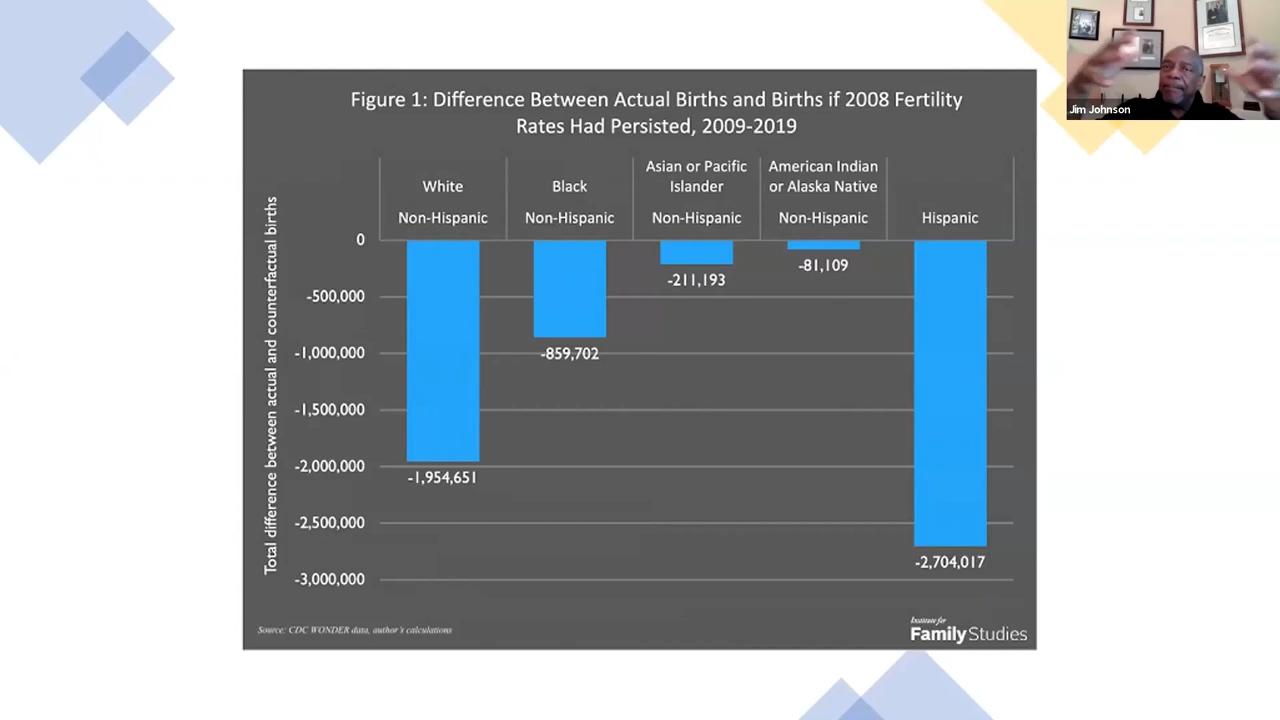 Jim Johnson
Figure 1: Difference Between Actual Births and Births if 2008 Fertility
Rates Had Persisted, 2009-2019
Total difference between actual and counterfactual births
White
Non-Hispanic
Black
Non-Hispanic
Asian or Pacific
Islander
Non-Hispanic
American Indian
or Alaska Native
Non-Hispanic
Hispanic
0
-500,000
-1,000,000
-1,500,000
-2,000,000
-2,500,000
-3,000,000
-1,954,651
-859,702
-211,193
-81,109
-2,704,017
Source: CDC WONDER data, author's calculations
Institute for
Family Studies